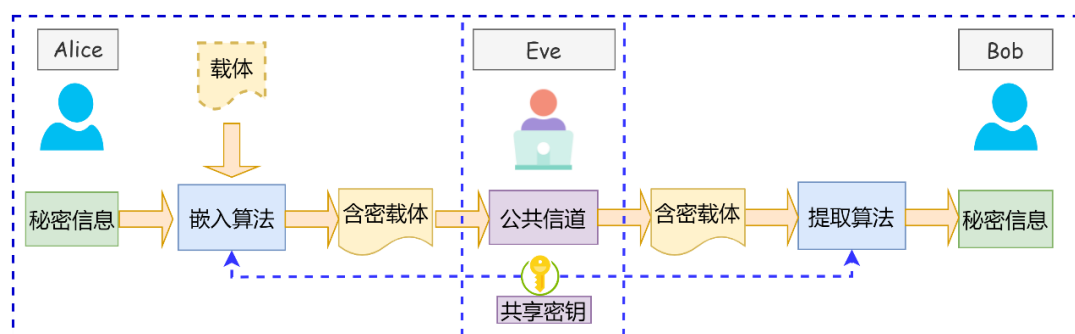 Alice
Eve
Bob
载体
秘密信息
嵌入算法
含密载体
公共信道
含密载体
提取算法
秘密信息
共享密钥